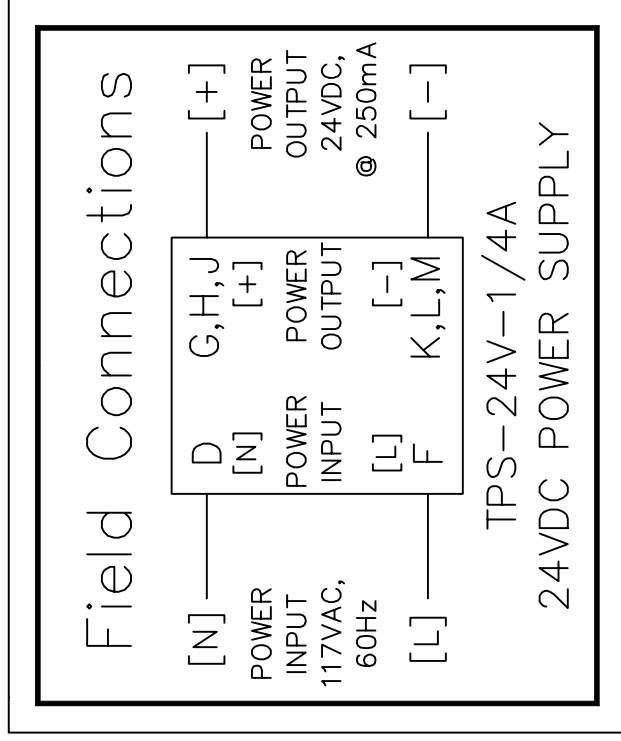 Field Connections
[N]
POWER
INPUT
117VAC,
60Hz
[L]
D
[N]
POWER
INPUT
[L]
F
G,H,J
[+]
POWER
OUTPUT
[−]
K,L,M
[+]
POWER
OUTPUT
24VDC,
@ 250mA
[−]
TPS−24V−1/4A
24VDC POWER SUPPLY